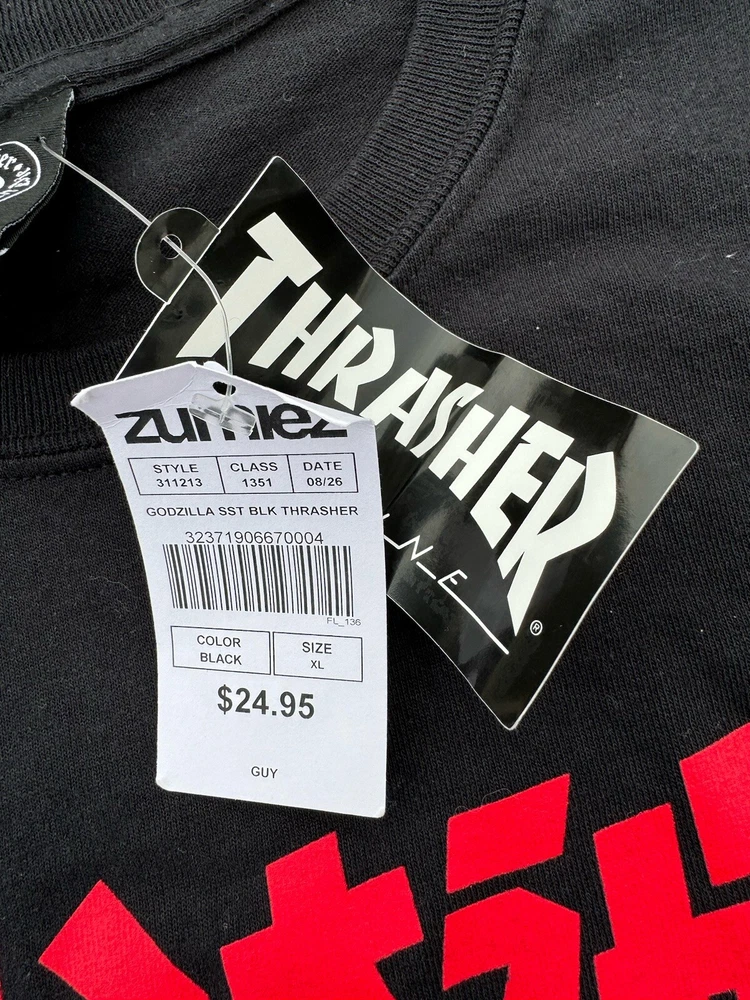 THRASHER
®
zumiez
STYLE CLASS DATE
311213 1351 08/26
GODZILLA SST BLK THRASHER
32371906670004
FL_136
COLOR SIZE
BLACK XL
$24.95
GUY